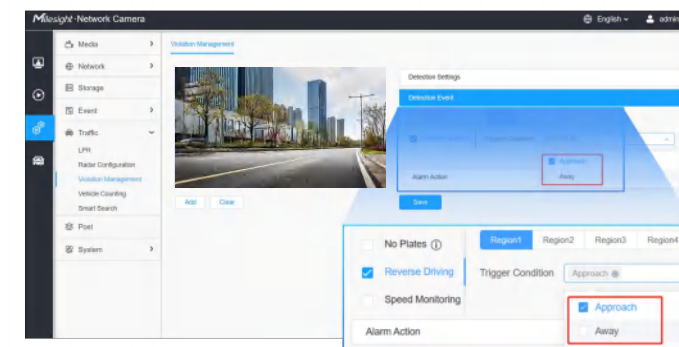 Milesight-Network Camera
English
admin
Media
Network
Storage
Event
Traffic
LPR
Radar Configuration
Violation Management
Vehicle Counting
Smart Search
Post
System
Violation Management
Add
Clear
Detection Settings
Detection Event
Approach
Away
Alarm Action
Save
No Plates
Region1
Region2
Region3
Region4
Reverse Driving
Trigger Condition
Approach
Speed Monitoring
Approach
Alarm Action
Away